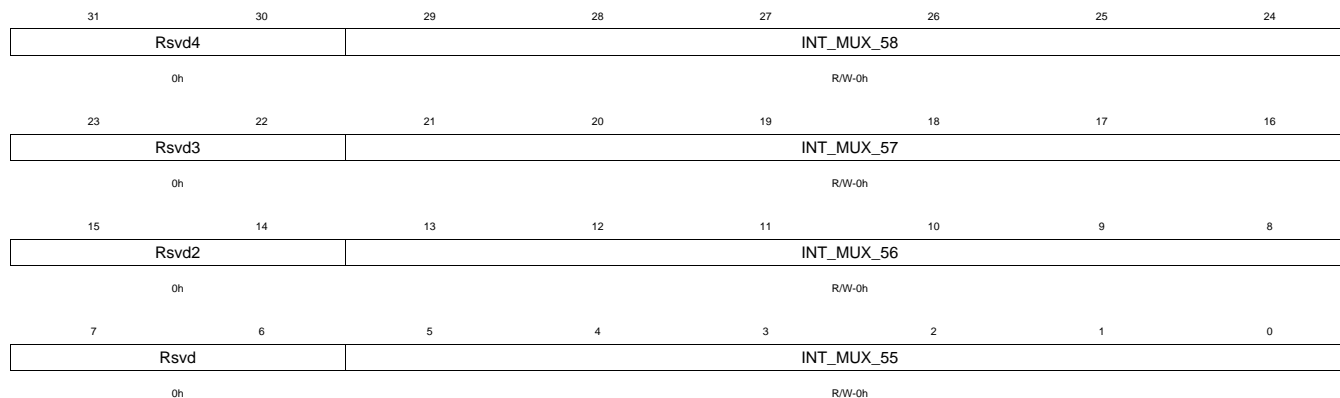 31 30 29 28 27 26 25 24
Rsvd4 INT_MUX_58
0h R/W-0h
23 22 21 20 19 18 17 16
Rsvd3 INT_MUX_57
0h R/W-0h
15 14 13 12 11 10 9 8
Rsvd2 INT_MUX_56
0h R/W-0h
7 6 5 4 3 2 1 0
Rsvd INT_MUX_55
0h R/W-0h